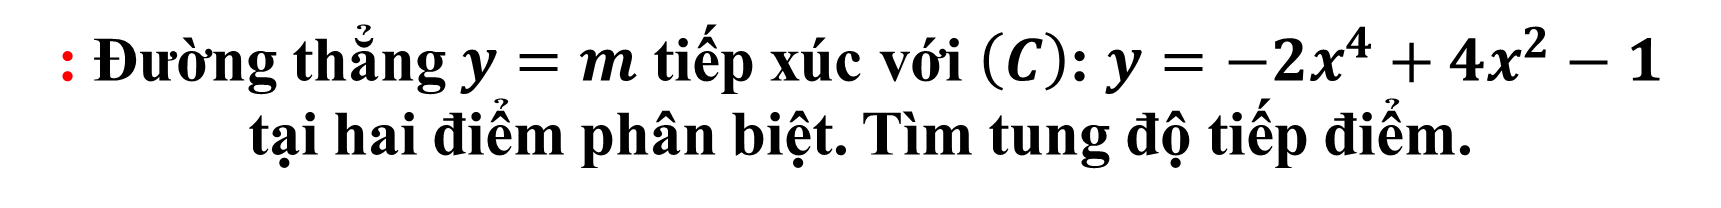 : Đường thẳng y = m tiếp xúc với (C): y = −2x⁴ + 4x² − 1
tại hai điểm phân biệt. Tìm tung độ tiếp điểm.